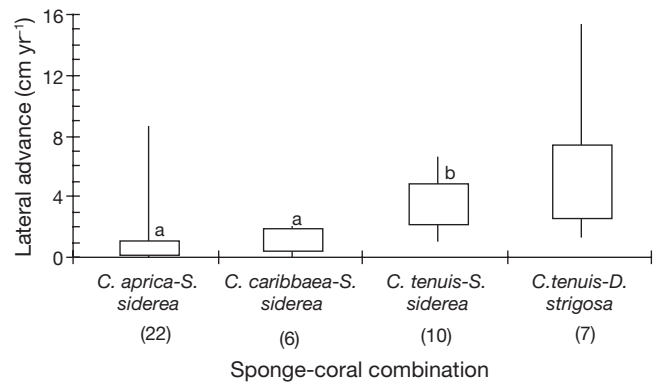 16
12
8
4
0
Lateral advance (cm yr⁻¹)
a
a
b
C. aprica-S. siderea
C. caribbaea-S. siderea
C. tenuis-S. siderea
C.tenuis-D. strigosa
(22)
(6)
(10)
(7)
Sponge-coral combination